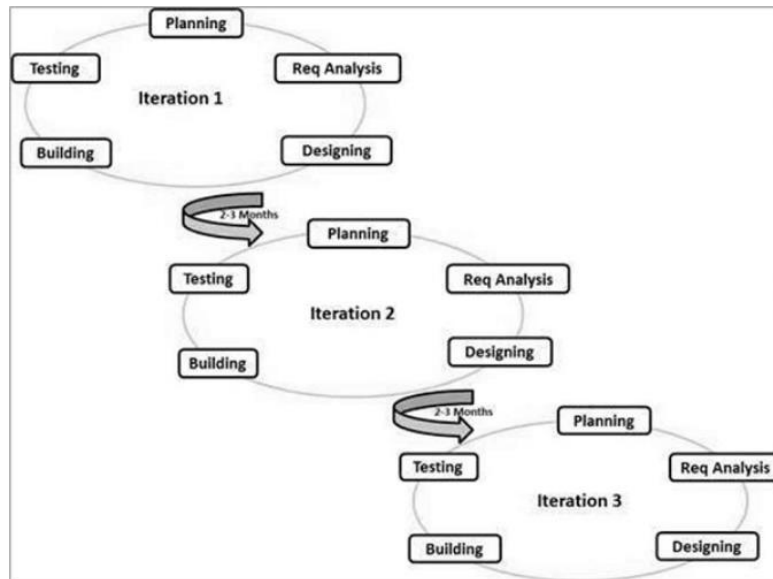 Planning
Testing
Req Analysis
Iteration 1
Building
Designing
2-3 Months
Planning
Testing
Req Analysis
Iteration 2
Building
Designing
2-3 Months
Planning
Testing
Req Analysis
Iteration 3
Building
Designing